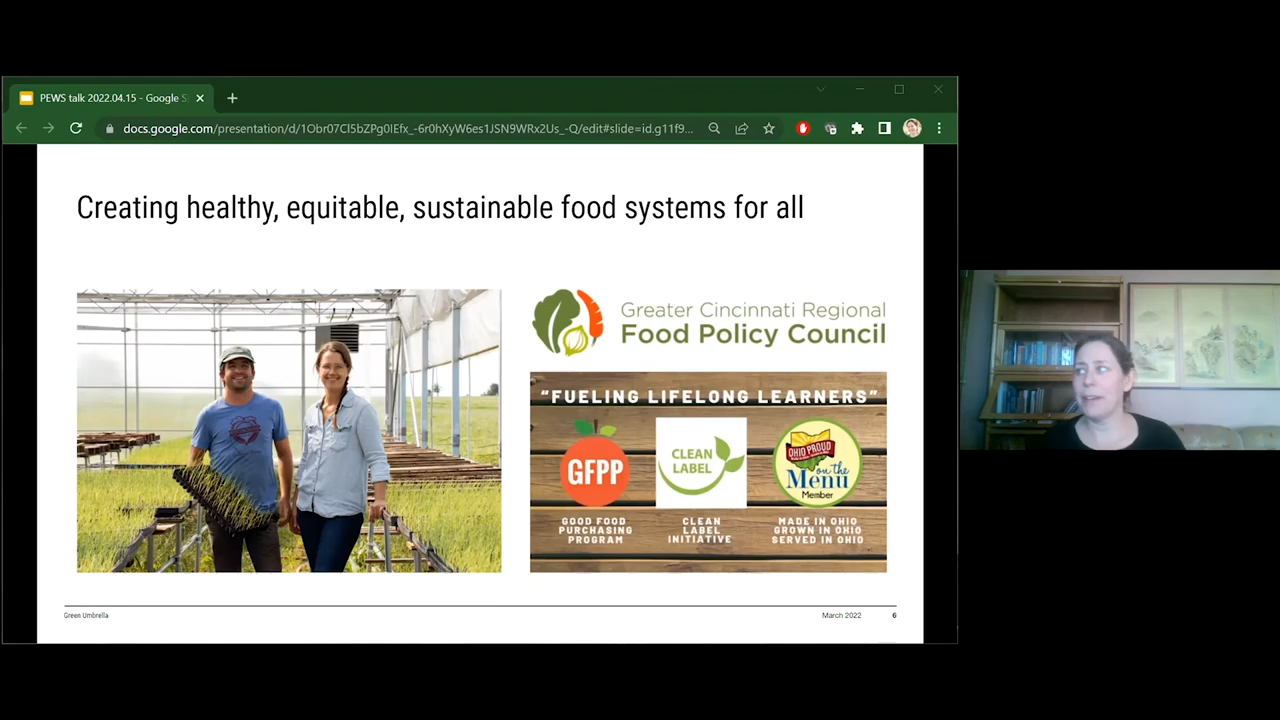 PEWS talk 2022.04.15 - Google S
docs.google.com/presentation/d/1Obr07Cl5bZPg0IEfx_-6r0hXyW6es1JSN9WRx2Us_-Q/edit#slide=id.g11f9...
Creating healthy, equitable, sustainable food systems for all
Greater Cincinnati Regional
Food Policy Council
“FUELING LIFELONG LEARNERS”
GFPP
CLEAN
LABEL
OHIO PROUD
on the
Menu
Member
GOOD FOOD
PURCHASING
PROGRAM
CLEAN
LABEL
INITIATIVE
MADE IN OHIO
GROWN IN OHIO
SERVED IN OHIO
Green Umbrella
March 2022
6